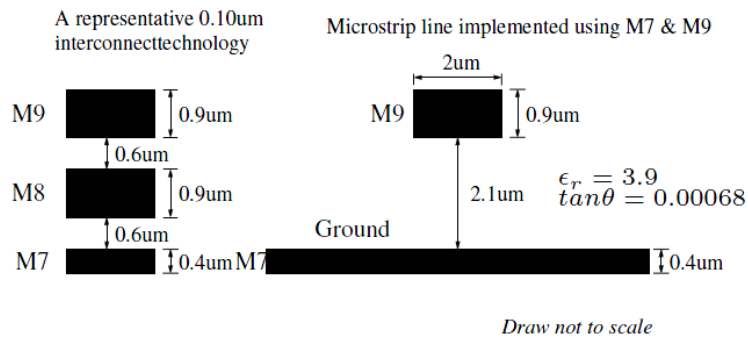 A representative 0.10um
interconnecttechnology
Microstrip line implemented using M7 & M9
2um
M9
0.9um
M9
0.9um
0.6um
M8
0.9um
2.1um
ϵr = 3.9
tanθ = 0.00068
0.6um
Ground
M7
0.4um
M7
0.4um
Draw not to scale